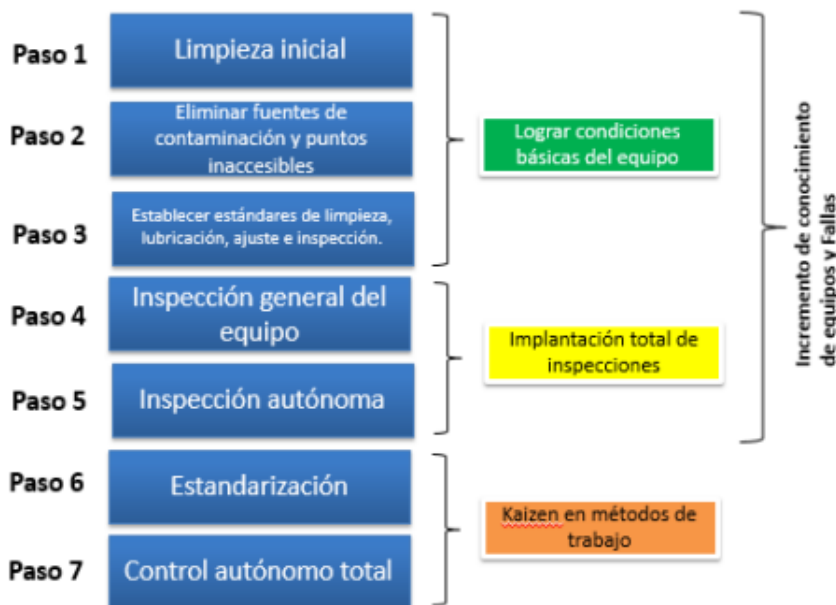 Paso 1
Limpieza inicial
Paso 2
Eliminar fuentes de
contaminación y puntos
inaccesibles
Paso 3
Establecer estándares de limpieza,
lubricación, ajuste e inspección.
Paso 4
Inspección general del
equipo
Paso 5
Inspección autónoma
Paso 6
Estandarización
Paso 7
Control autónomo total
Lograr condiciones
básicas del equipo
Implantación total de
inspecciones
Kaizen en métodos de
trabajo
Incremento de conocimiento
de equipos y Fallas